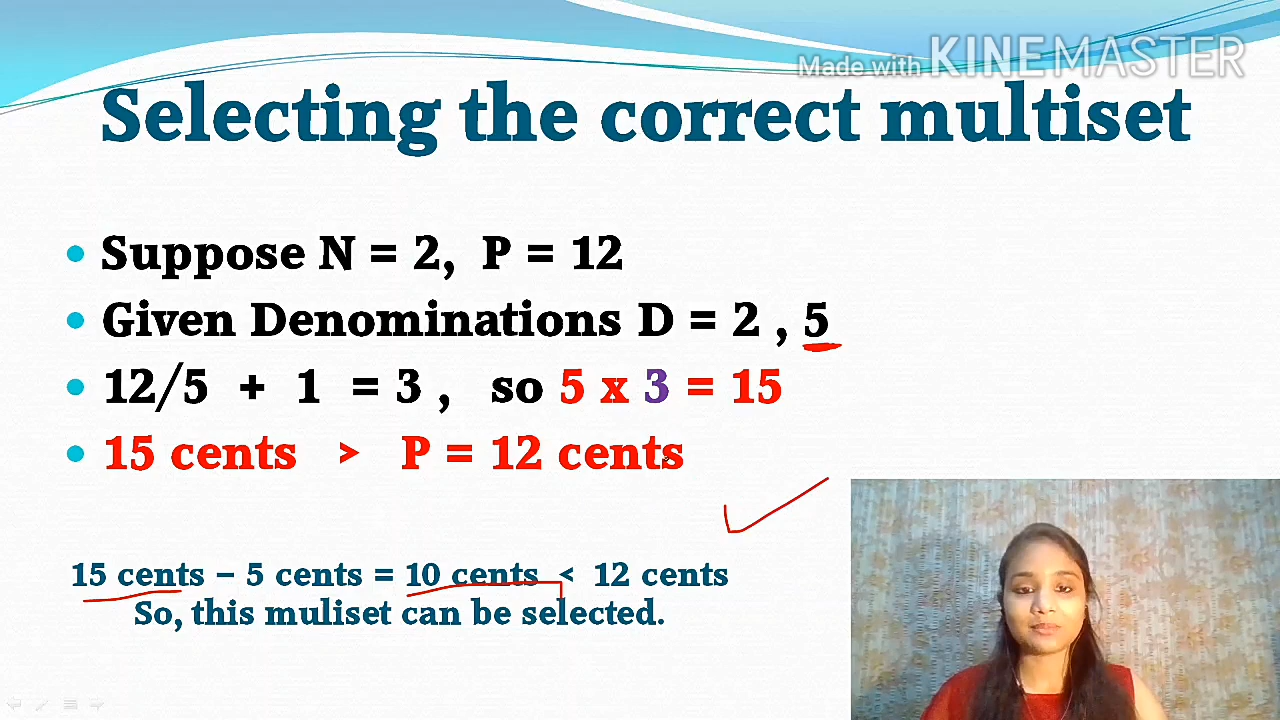 Made with KINEMASTER
Selecting the correct multiset
Suppose N = 2, P = 12
Given Denominations D = 2 , 5
12/5 + 1 = 3 , so 5 x 3 = 15
15 cents > P = 12 cents
15 cents – 5 cents = 10 cents < 12 cents
So, this muliset can be selected.